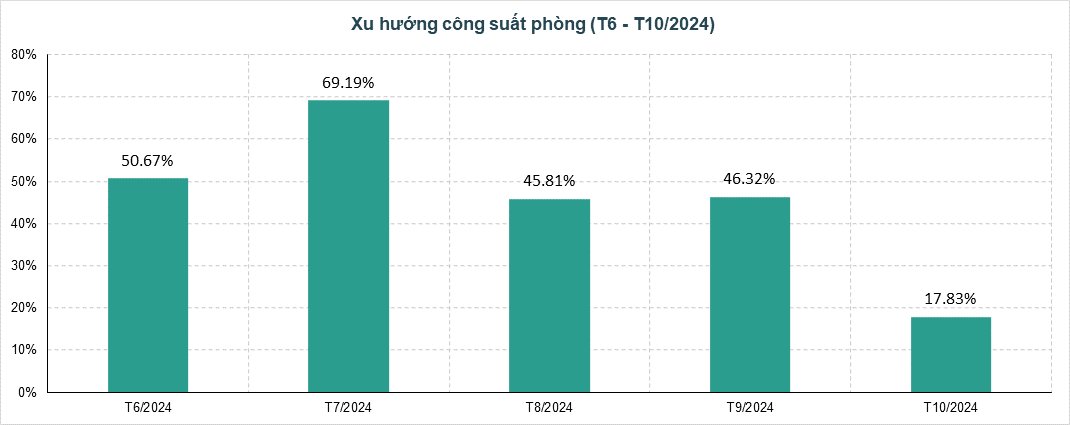 Xu hướng công suất phòng (T6 - T10/2024)
80%
70%
60%
50%
40%
30%
20%
10%
0%
50.67%
69.19%
45.81%
46.32%
17.83%
T6/2024
T7/2024
T8/2024
T9/2024
T10/2024